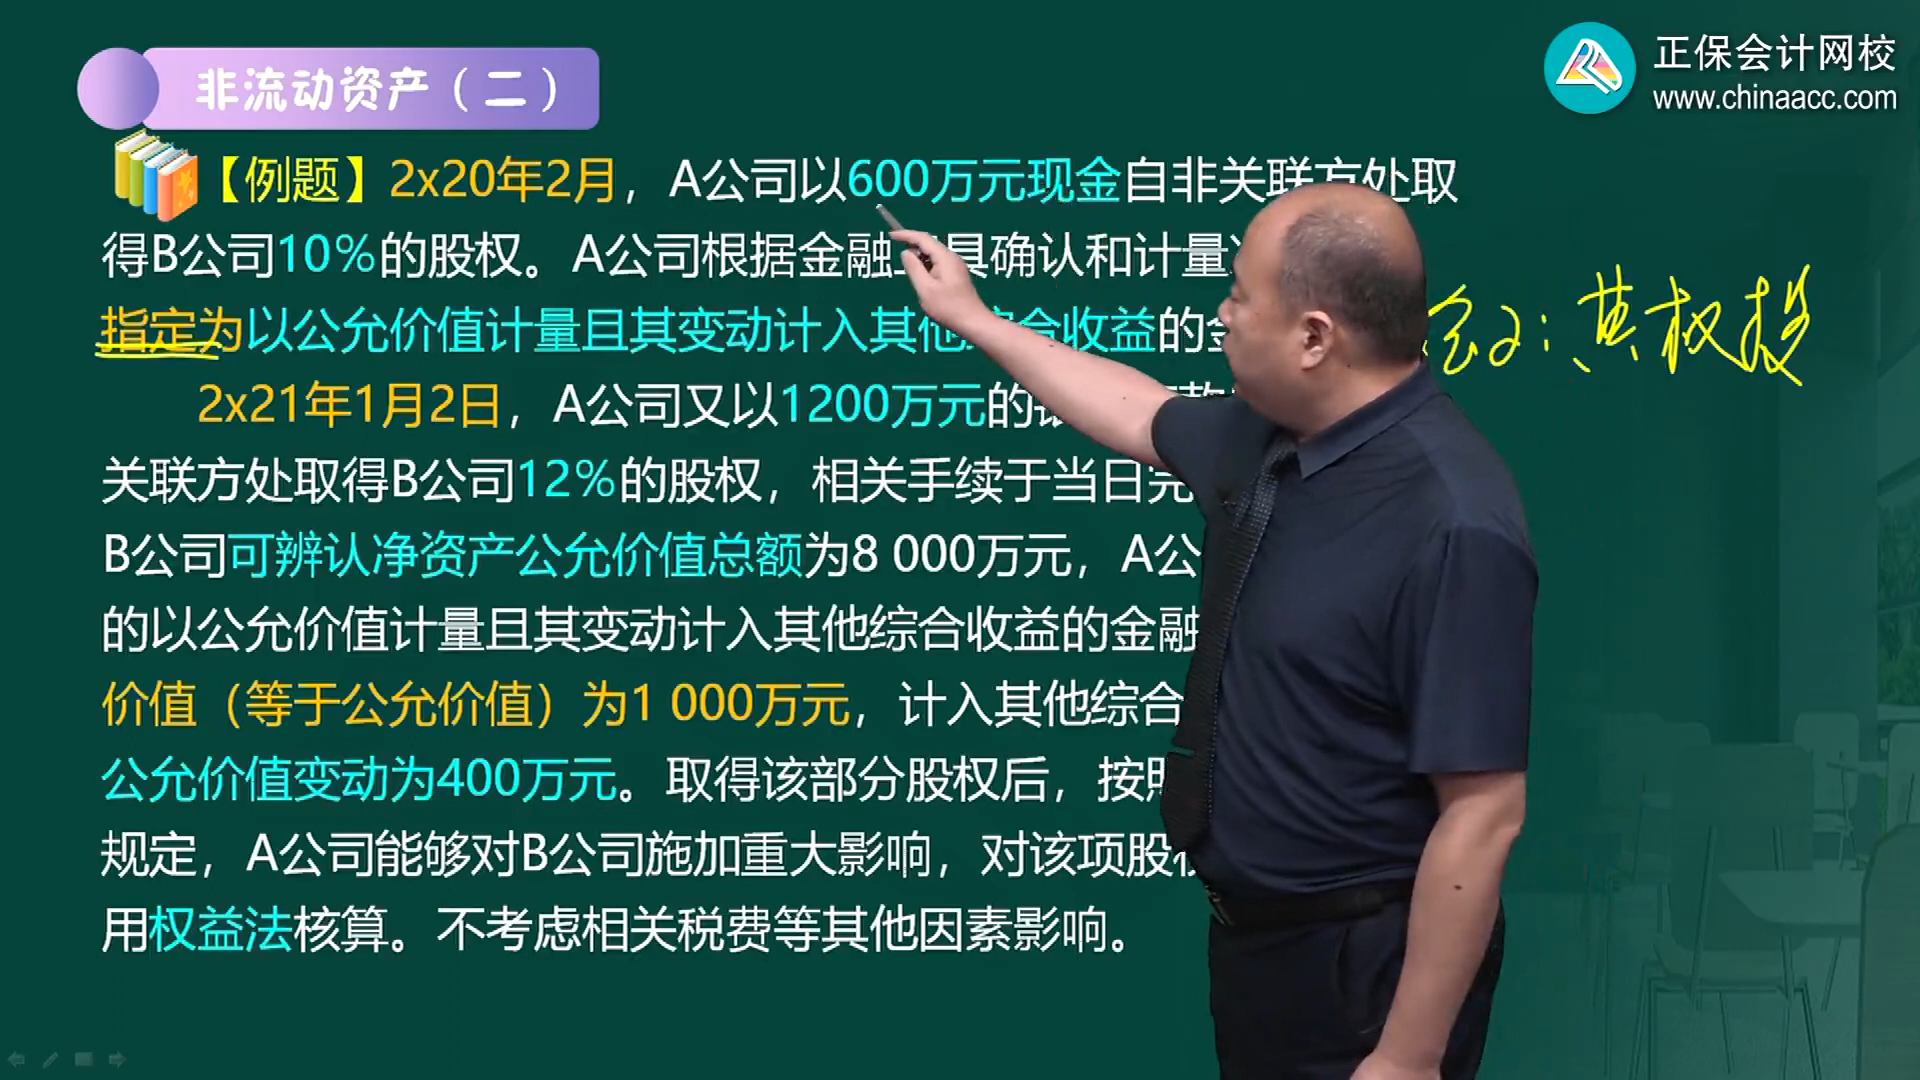 非流动资产（二）
正保会计网校
www.chinaacc.com
【例题】2x20年2月，A公司以600万元现金自非关联方处取
得B公司10%的股权。A公司根据金融工具确认和计量
指定为以公允价值计量且其变动计入其他综合收益的金
：其权投
2x21年1月2日，A公司又以1200万元的银
关联方处取得B公司12%的股权，相关手续于当日完
B公司可辨认净资产公允价值总额为8 000万元，A公
的以公允价值计量且其变动计入其他综合收益的金融
价值（等于公允价值）为1 000万元，计入其他综合
公允价值变动为400万元。取得该部分股权后，按照
规定，A公司能够对B公司施加重大影响，对该项股权
用权益法核算。不考虑相关税费等其他因素影响。